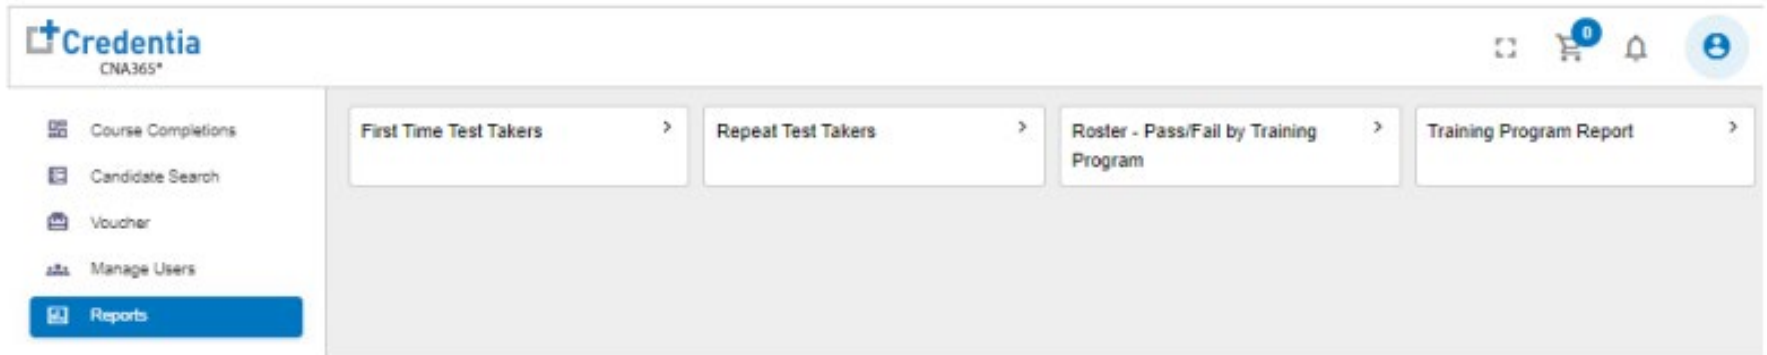 Credentia
CNA365®
0
Course Completions
Candidate Search
Voucher
Manage Users
Reports
First Time Test Takers
Repeat Test Takers
Roster - Pass/Fail by Training
Program
Training Program Report